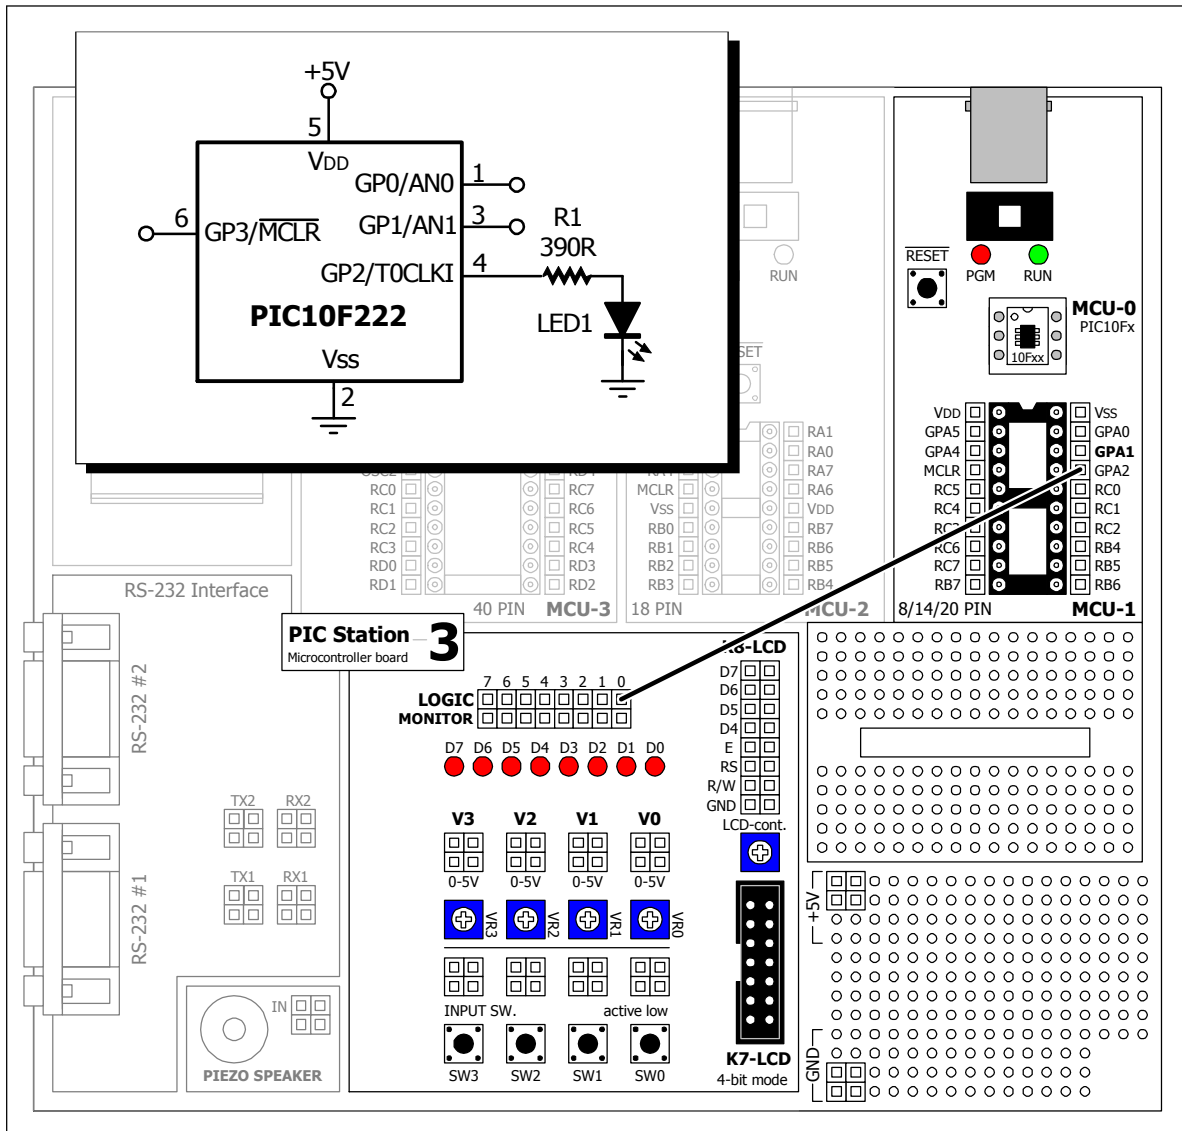 +5V
5
VDD
GP0/AN0
1
6
GP3/MCLR
GP1/AN1
3
R1
390R
GP2/T0CLKI
4
PIC10F222
LED1
Vss
2
RUN
RESET
PGM
RUN
MCU-0
PIC10Fx
10Fxx
SET
VDD
Vss
GPA5
GPA0
GPA4
GPA1
MCLR
GPA2
RC5
RC0
RC4
RC1
RC3
RC2
RC6
RB4
RC7
RB5
RB7
RB6
8/14/20 PIN
MCU-1
RA1
RA0
RA7
MCLR
RA6
Vss
VDD
RB0
RB7
RB1
RB6
RB2
RB5
RB3
RB4
18 PIN
MCU-2
OSC2
RD4
RC0
RC7
RC1
RC6
RC2
RC5
RC3
RC4
RD0
RD3
RD1
RD2
40 PIN
MCU-3
RS-232 Interface
PIC Station
Microcontroller board
3
RS-232 #2
RS-232 #1
TX2
RX2
TX1
RX1
IN
PIEZO SPEAKER
7 6 5 4 3 2 1 0
LOGIC
MONITOR
D7 D6 D5 D4 D3 D2 D1 D0
V3 V2 V1 V0
0-5V 0-5V 0-5V 0-5V
VR3 VR2 VR1 VR0
INPUT SW.
active low
SW3 SW2 SW1 SW0
K8-LCD
D7
D6
D5
D4
E
RS
R/W
GND
LCD-cont.
K7-LCD
4-bit mode
+5V
GND